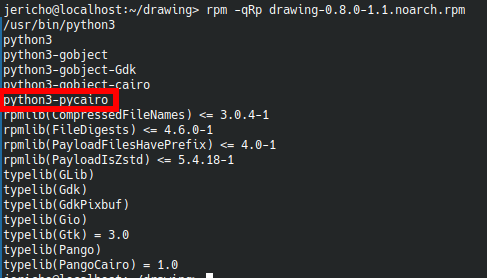 jericho@localhost:~/drawing> rpm -qRp drawing-0.8.0-1.1.noarch.rpm
/usr/bin/python3
python3
python3-gobject
python3-gobject-Gdk
python3-gobject-cairo
python3-pycairo
rpmlib(CompressedFileNames) <= 3.0.4-1
rpmlib(FileDigests) <= 4.6.0-1
rpmlib(PayloadFilesHavePrefix) <= 4.0-1
rpmlib(PayloadIsZstd) <= 5.4.18-1
typelib(GLib)
typelib(Gdk)
typelib(GdkPixbuf)
typelib(Gio)
typelib(Gtk) = 3.0
typelib(Pango)
typelib(PangoCairo) = 1.0
jericho@localhost:~/drawing>